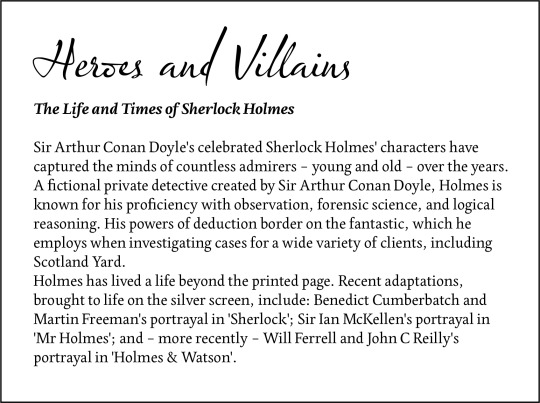 Heroes and Villains
The Life and Times of Sherlock Holmes
Sir Arthur Conan Doyle's celebrated Sherlock Holmes' characters have
captured the minds of countless admirers – young and old – over the years.
A fictional private detective created by Sir Arthur Conan Doyle, Holmes is
known for his proficiency with observation, forensic science, and logical
reasoning. His powers of deduction border on the fantastic, which he
employs when investigating cases for a wide variety of clients, including
Scotland Yard.
Holmes has lived a life beyond the printed page. Recent adaptations,
brought to life on the silver screen, include: Benedict Cumberbatch and
Martin Freeman's portrayal in 'Sherlock'; Sir Ian McKellen's portrayal in
'Mr Holmes'; and – more recently – Will Ferrell and John C Reilly's
portrayal in 'Holmes & Watson'.